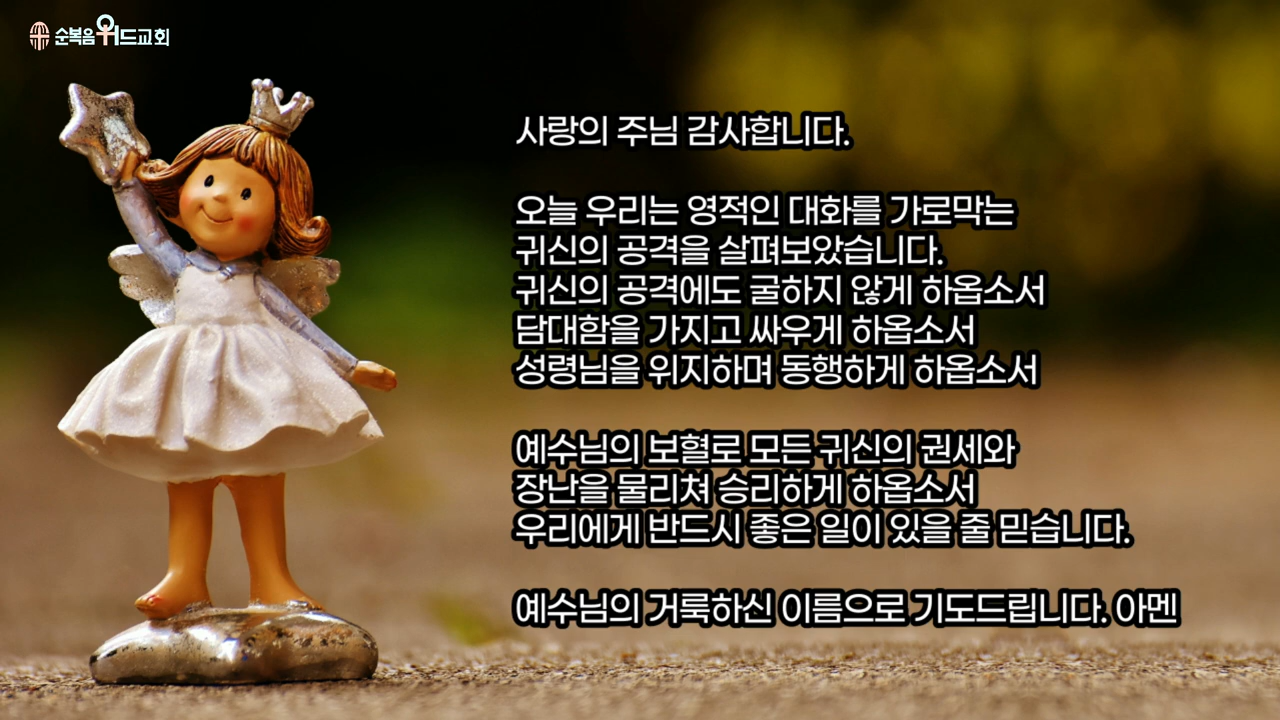 순복음위드교회
사랑의 주님 감사합니다.
오늘 우리는 영적인 대화를 가로막는
귀신의 공격을 살펴보았습니다.
귀신의 공격에도 굴하지 않게 하옵소서
담대함을 가지고 싸우게 하옵소서
성령님을 위지하며 동행하게 하옵소서
예수님의 보혈로 모든 귀신의 권세와
장난을 물리쳐 승리하게 하옵소서
우리에게 반드시 좋은 일이 있을 줄 믿습니다.
예수님의 거룩하신 이름으로 기도드립니다. 아멘